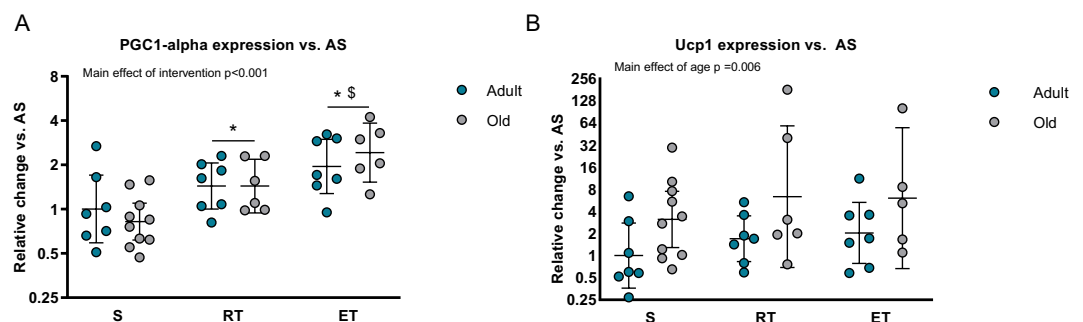 A
PGC1-alpha expression vs. AS
Main effect of intervention p<0.001
Relative change vs. AS
8
4
2
1
0.5
0.25
*
* $
S
RT
ET
Adult
Old
B
Ucp1 expression vs. AS
Main effect of age p =0.006
Relative change vs. AS
256
128
64
32
16
8
4
2
1
0.5
0.25
S
RT
ET
Adult
Old